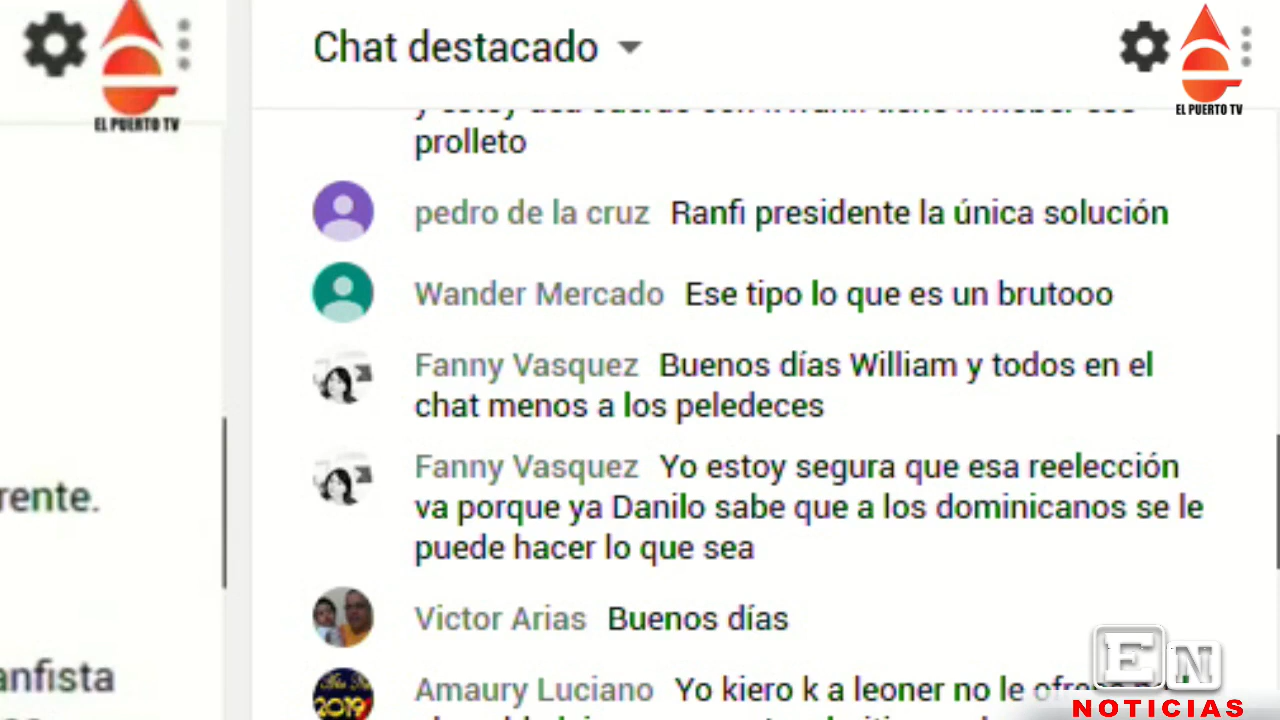 EL PUERTO TV
rente.
anfista
Chat destacado
EL PUERTO TV
prolleto
pedro de la cruz Ranfi presidente la única solución
Wander Mercado Ese tipo lo que es un brutooo
Fanny Vasquez Buenos días William y todos en el
chat menos a los peledeces
Fanny Vasquez Yo estoy segura que esa reelección
va porque ya Danilo sabe que a los dominicanos se le
puede hacer lo que sea
Victor Arias Buenos días
2019
Amaury Luciano Yo kiero k a leoner no le
EN
NOTICIAS